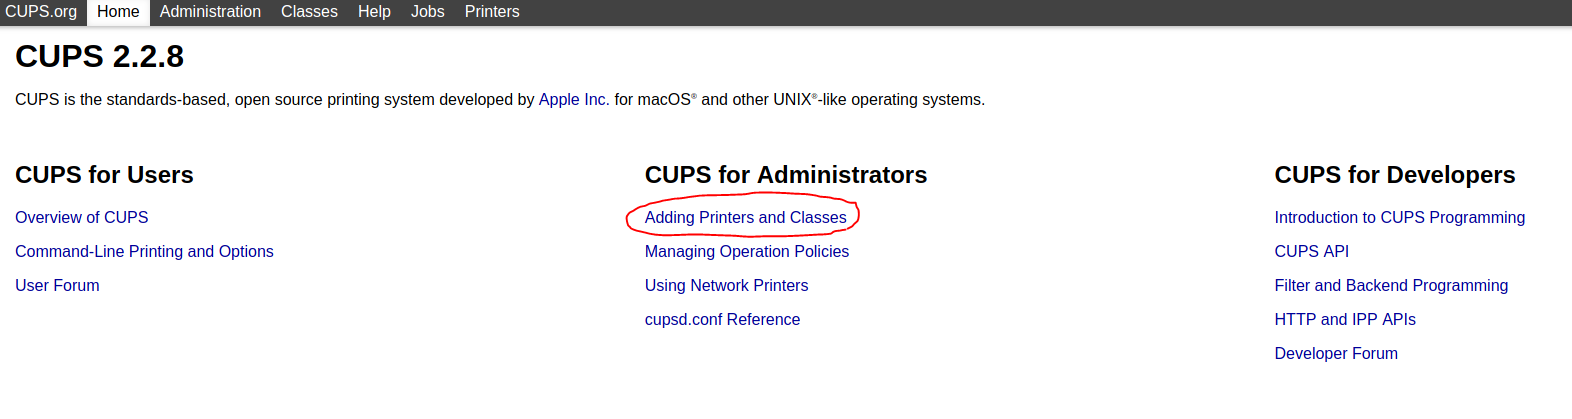 CUPS.org Home Administration Classes Help Jobs Printers
CUPS 2.2.8
CUPS is the standards-based, open source printing system developed by Apple Inc. for macOS® and other UNIX®-like operating systems.
CUPS for Users
Overview of CUPS
Command-Line Printing and Options
User Forum
CUPS for Administrators
Adding Printers and Classes
Managing Operation Policies
Using Network Printers
cupsd.conf Reference
CUPS for Developers
Introduction to CUPS Programming
CUPS API
Filter and Backend Programming
HTTP and IPP APIs
Developer Forum